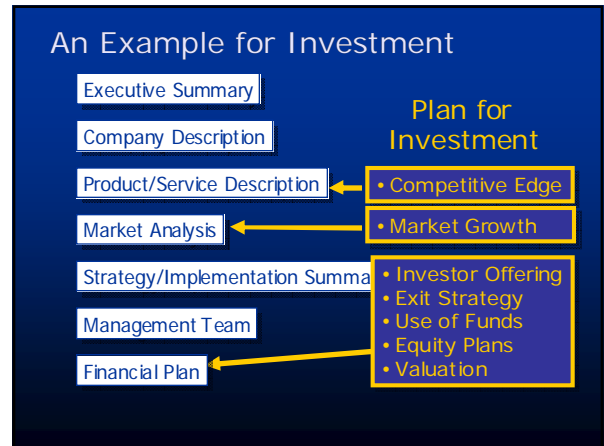 An Example for Investment
Executive Summary
Company Description
Product/Service Description
Market Analysis
Strategy/Implementation Summa
Management Team
Financial Plan
Plan for
Investment
• Competitive Edge
• Market Growth
• Investor Offering
• Exit Strategy
• Use of Funds
• Equity Plans
• Valuation